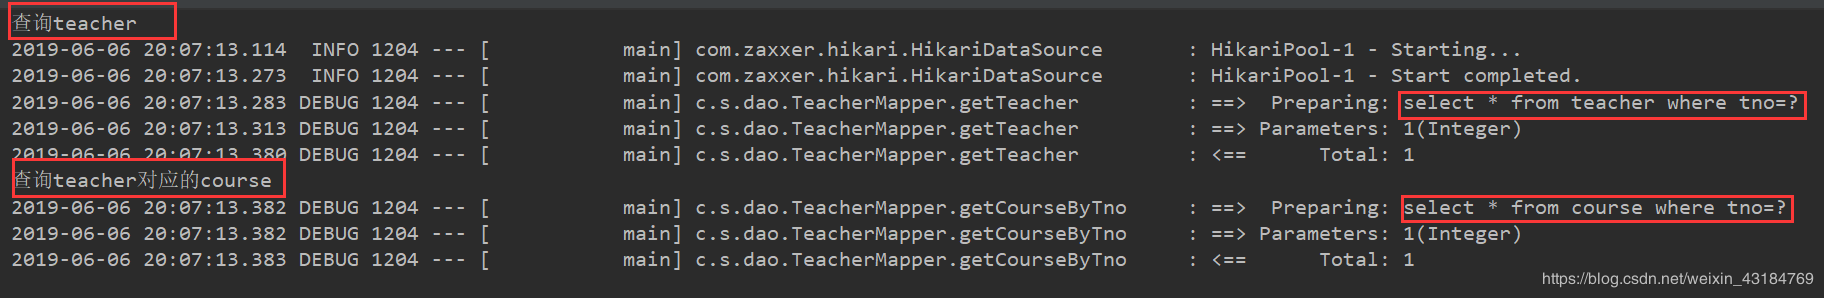 查询teacher
2019-06-06 20:07:13.114  INFO 1204 --- [           main] com.zaxxer.hikari.HikariDataSource       : HikariPool-1 - Starting...
2019-06-06 20:07:13.273  INFO 1204 --- [           main] com.zaxxer.hikari.HikariDataSource       : HikariPool-1 - Start completed.
2019-06-06 20:07:13.283 DEBUG 1204 --- [           main] c.s.dao.TeacherMapper.getTeacher         : ==>  Preparing: select * from teacher where tno=?
2019-06-06 20:07:13.313 DEBUG 1204 --- [           main] c.s.dao.TeacherMapper.getTeacher         : ==> Parameters: 1(Integer)
2019-06-06 20:07:13.380 DEBUG 1204 --- [           main] c.s.dao.TeacherMapper.getTeacher         : <==      Total: 1
查询teacher对应的course
2019-06-06 20:07:13.382 DEBUG 1204 --- [           main] c.s.dao.TeacherMapper.getCourseByTno     : ==>  Preparing: select * from course where tno=?
2019-06-06 20:07:13.382 DEBUG 1204 --- [           main] c.s.dao.TeacherMapper.getCourseByTno     : ==> Parameters: 1(Integer)
2019-06-06 20:07:13.383 DEBUG 1204 --- [           main] c.s.dao.TeacherMapper.getCourseByTno     : <==      Total: 1
https://blog.csdn.net/weixin_43184769